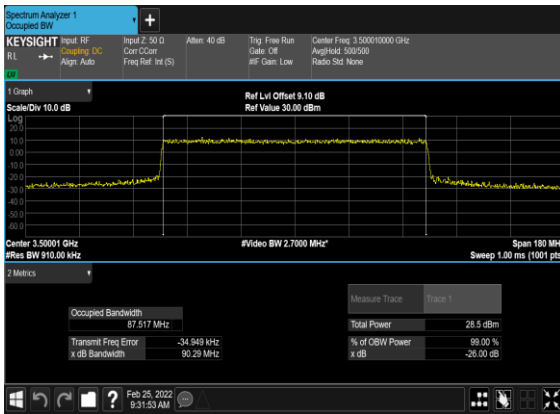 Spectrum Analyzer 1
Occupied BW
KEYSIGHT
RL
Input: RF
Coupling: DC
Align: Auto
Input Z: 50 Ω
Corr CCorr
Freq Ref: Int (S)
Atten: 40 dB
Trig: Free Run
Gate: Off
#IF Gain: Low
Center Freq: 3.500010000 GHz
Avg|Hold: 500/500
Radio Std: None
1 Graph
Scale/Div 10.0 dB
Ref Lvl Offset 9.10 dB
Ref Value 30.00 dBm
Log
20.0
10.0
0.00
-10.0
-20.0
-30.0
-40.0
-50.0
-60.0
Center 3.50001 GHz
#Res BW 910.00 kHz
#Video BW 2.7000 MHz*
Span 180 MH
Sweep 1.00 ms (1001 pts
2 Metrics
Measure Trace
Trace 1
Occupied Bandwidth
87.517 MHz
Total Power
28.5 dBm
Transmit Freq Error
-34.949 kHz
% of OBW Power
99.00 %
x dB Bandwidth
90.29 MHz
x dB
-26.00 dB
?
Feb 25, 2022
9:31:53 AM